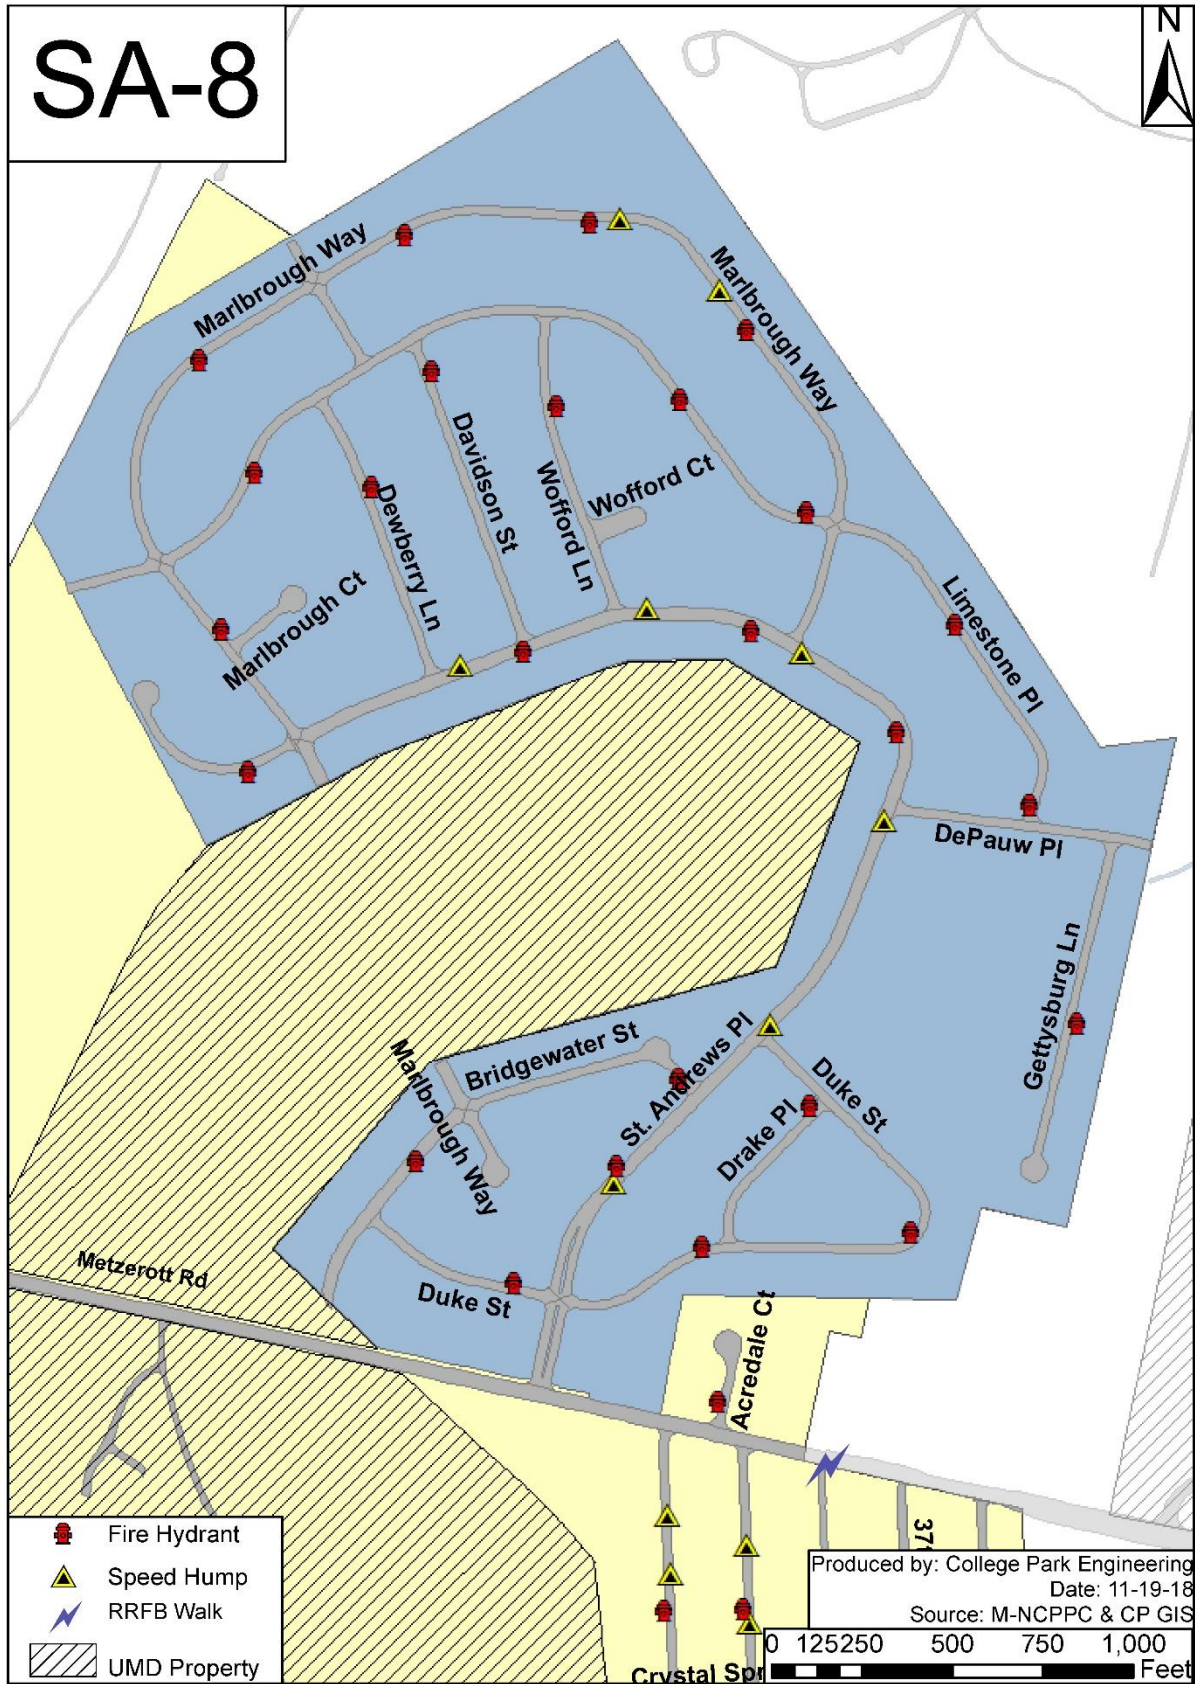 SA-8
N
Marlbrough Way
Marlbrough Way
Davidson St
Wofford Ct
Wofford Ln
Dewberry Ln
Marlbrough Ct
Limestone Pl
DePauw Pl
Gettysburg Ln
Bridgewater St
Marlbrough Way
St. Andrews Pl
Duke St
Drake Pl
Metzerott Rd
Duke St
Acredale Ct
37
Crystal Spr
Fire Hydrant
Speed Hump
RRFB Walk
UMD Property
Produced by: College Park Engineering
Date: 11-19-18
Source: M-NCPPC & CP GIS
0 125250 500 750 1,000
Feet